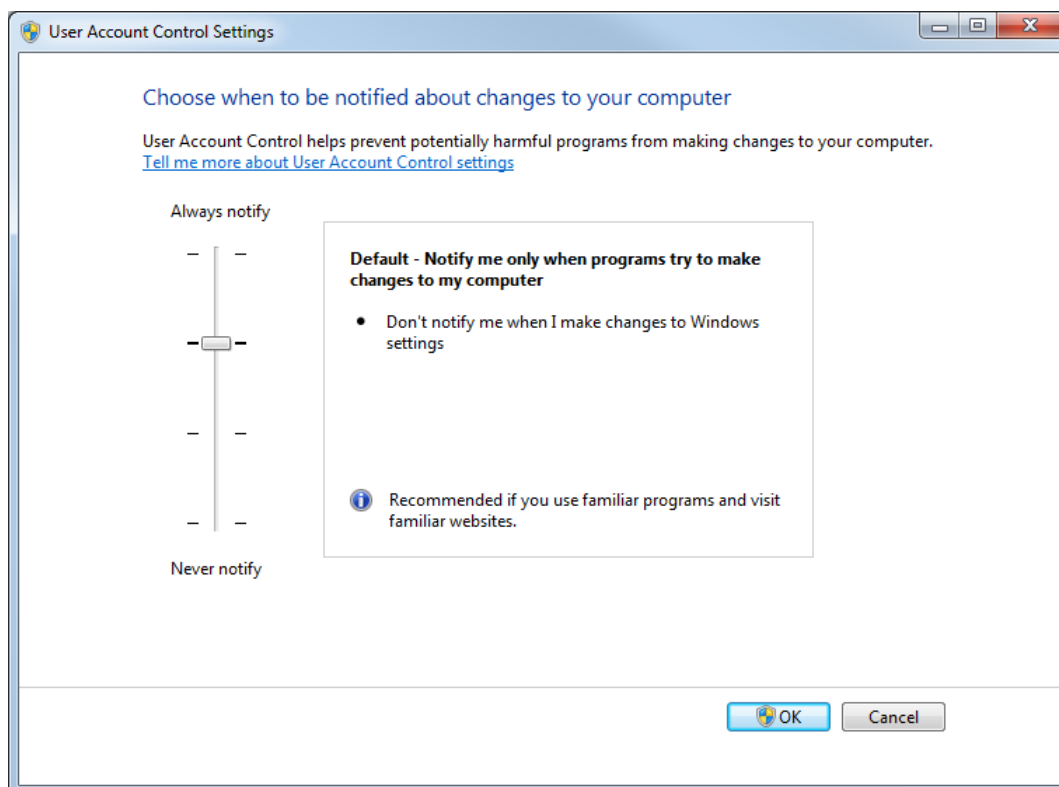 User Account Control Settings
Choose when to be notified about changes to your computer
User Account Control helps prevent potentially harmful programs from making changes to your computer.
Tell me more about User Account Control settings
Always notify
Default - Notify me only when programs try to make
changes to my computer
• Don't notify me when I make changes to Windows
settings
Recommended if you use familiar programs and visit
familiar websites.
Never notify
OK
Cancel